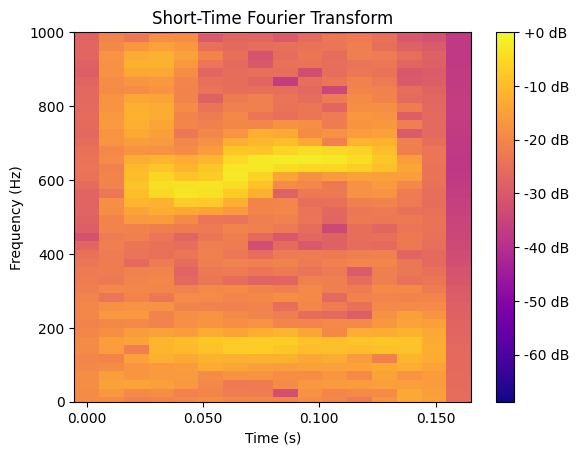 Short-Time Fourier Transform
1000
800
600
400
200
0
Frequency (Hz)
0.000
0.050
0.100
0.150
Time (s)
+0 dB
-10 dB
-20 dB
-30 dB
-40 dB
-50 dB
-60 dB